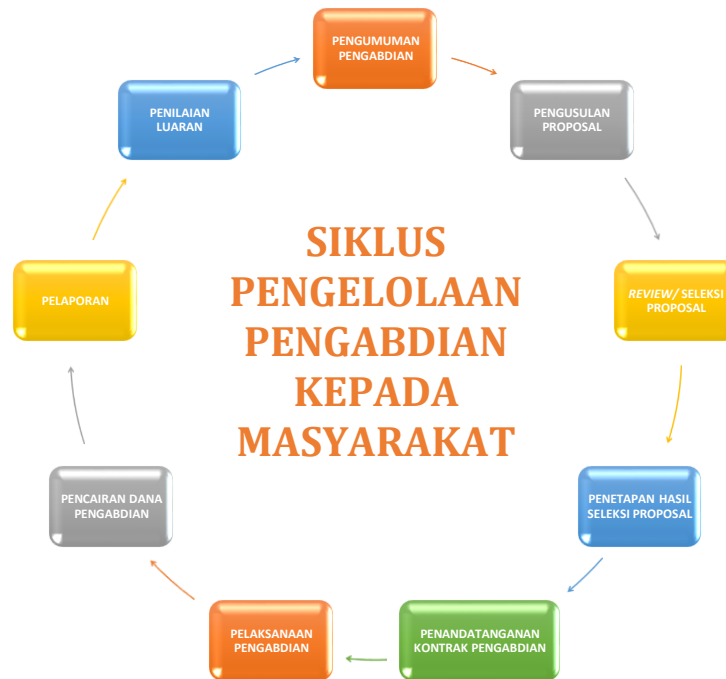 PENGUMUMAN
PENGABDIAN
PENGUSULAN
PROPOSAL
REVIEW/ SELEKSI
PROPOSAL
PENETAPAN HASIL
SELEKSI PROPOSAL
PENANDATANGANAN
KONTRAK PENGABDIAN
PELAKSANAAN
PENGABDIAN
PENCAIRAN DANA
PENGABDIAN
PELAPORAN
PENILAIAN
LUARAN
SIKLUS
PENGELOLAAN
PENGABDIAN
KEPADA
MASYARAKAT